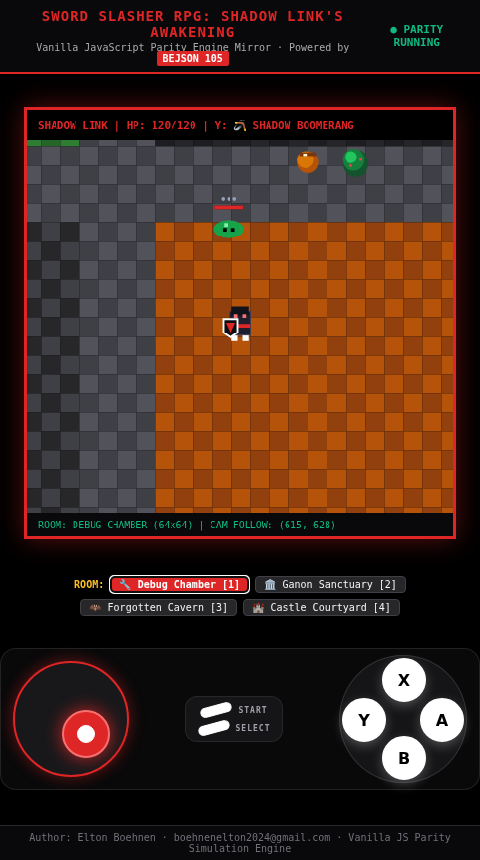 SWORD SLASHER RPG: SHADOW LINK'S
AWAKENING
Vanilla JavaScript Parity Engine Mirror · Powered by
BEJSON 105
● PARITY
RUNNING
SHADOW LINK | HP: 120/120 | Y: 🪃 SHADOW BOOMERANG
ROOM: DEBUG CHAMBER (64x64) | CAM FOLLOW: (615, 628)
ROOM: 🔧 Debug Chamber [1] 🏛️ Ganon Sanctuary [2]
🦇 Forgotten Cavern [3] 🏰 Castle Courtyard [4]
START
SELECT
X
Y A
B
Author: Elton Boehnen · boehnenelton2024@gmail.com · Vanilla JS Parity
Simulation Engine